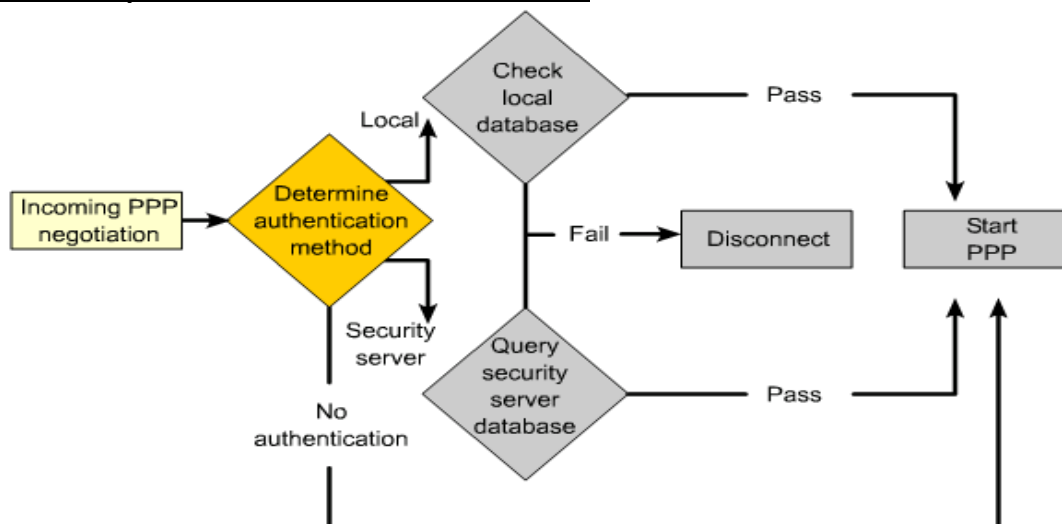 Check
local
database
Pass
Local
Determine
authentication
method
Incoming PPP
negotiation
Fail
Disconnect
Start
PPP
Security
server
Query
security
server
database
Pass
No
authentication